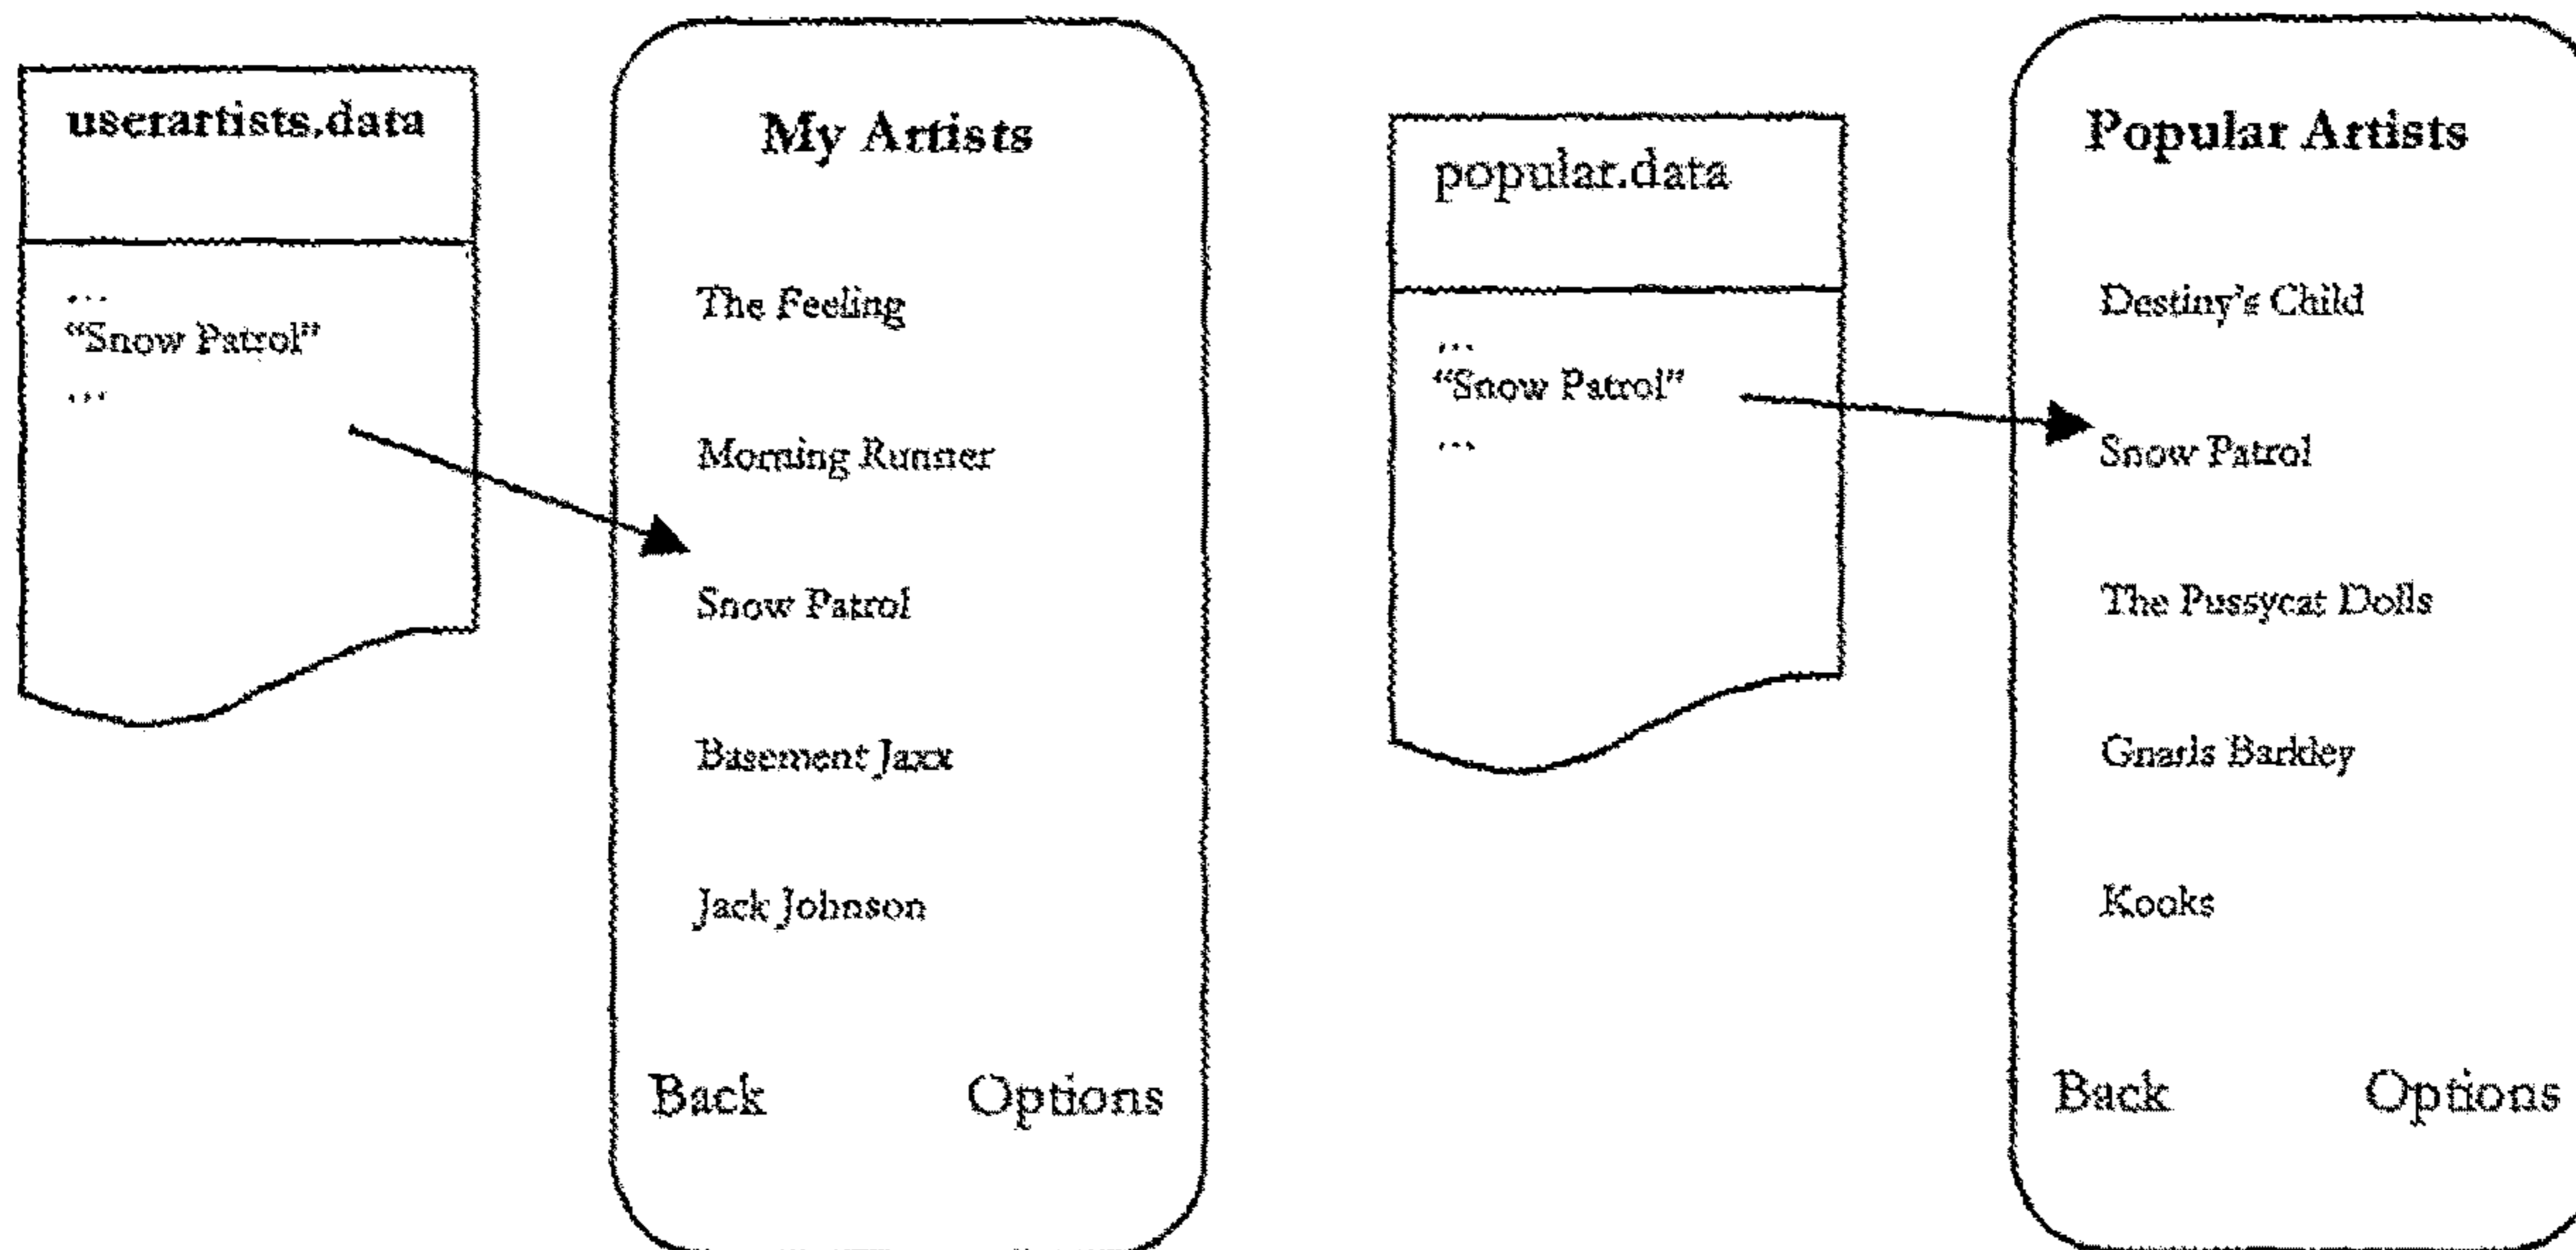 userartists.data
...
“Snow Patrol”
...
My Artists
The Feeling
Morning Runner
Snow Patrol
Basement Jaxx
Jack Johnson
Back
Options
popular.data
...
“Snow Patrol”
...
Popular Artists
Destiny’s Child
Snow Patrol
The Pussycat Dolls
Gnarls Barkley
Kooks
Back
Options